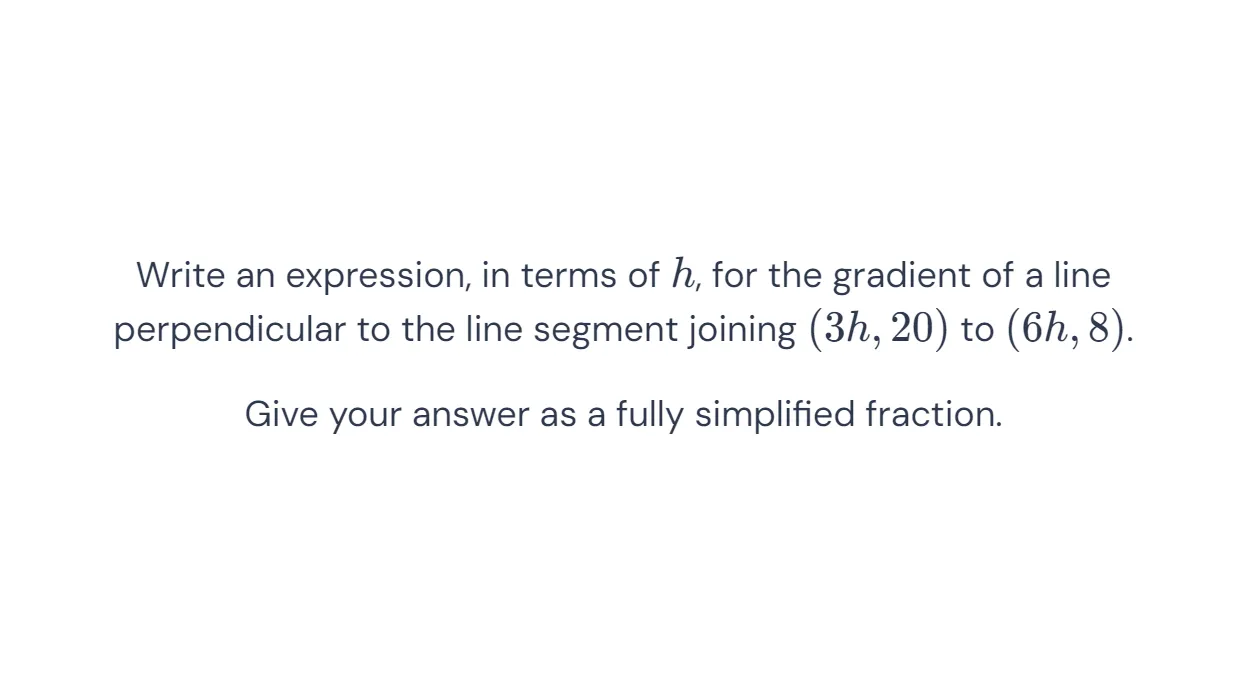 Write an expression, in terms of h, for the gradient of a line
perpendicular to the line segment joining (3h, 20) to (6h, 8).
Give your answer as a fully simplified fraction.